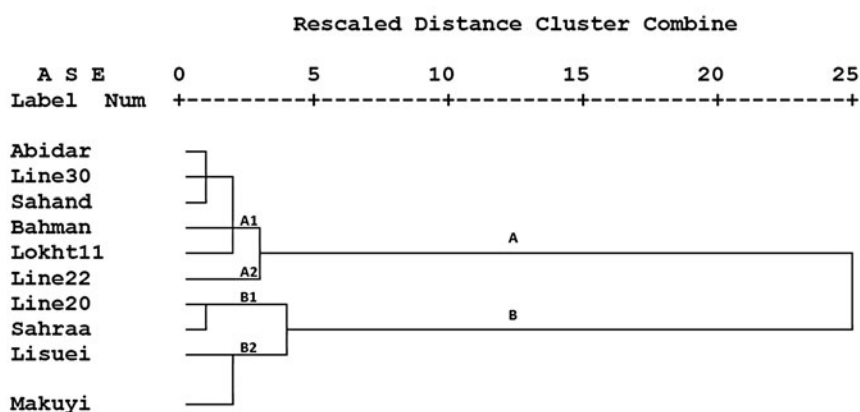 Rescaled Distance Cluster Combine
A S E 0 5 10 15 20 25
Label Num +---------+---------+---------+---------+---------+
Abidar
Line30
Sahand
Bahman A1
Lokht11 A
Line22 A2
Line20 B1
Sahraa B
Lisuei B2
Makuyi